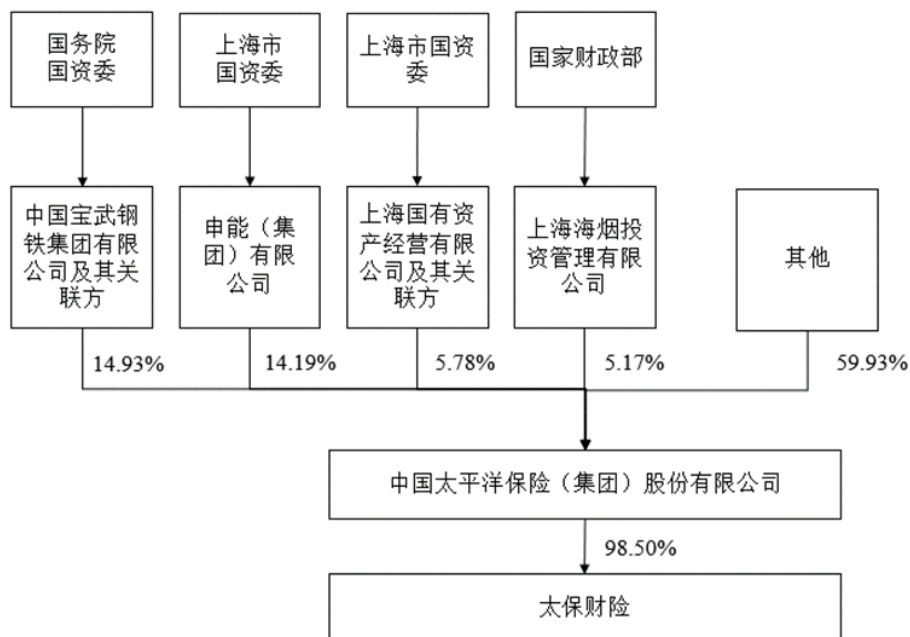 国务院
国资委
上海市
国资委
上海市国资
委
国家财政部
中国宝武钢
铁集团有限
公司及其关
联方
申能（集
团）有限
公司
上海国有资
产经营有限
公司及其关
联方
上海海烟投
资管理有限
公司
其他
14.93%
14.19%
5.78%
5.17%
59.93%
中国太平洋保险（集团）股份有限公司
98.50%
太保财险